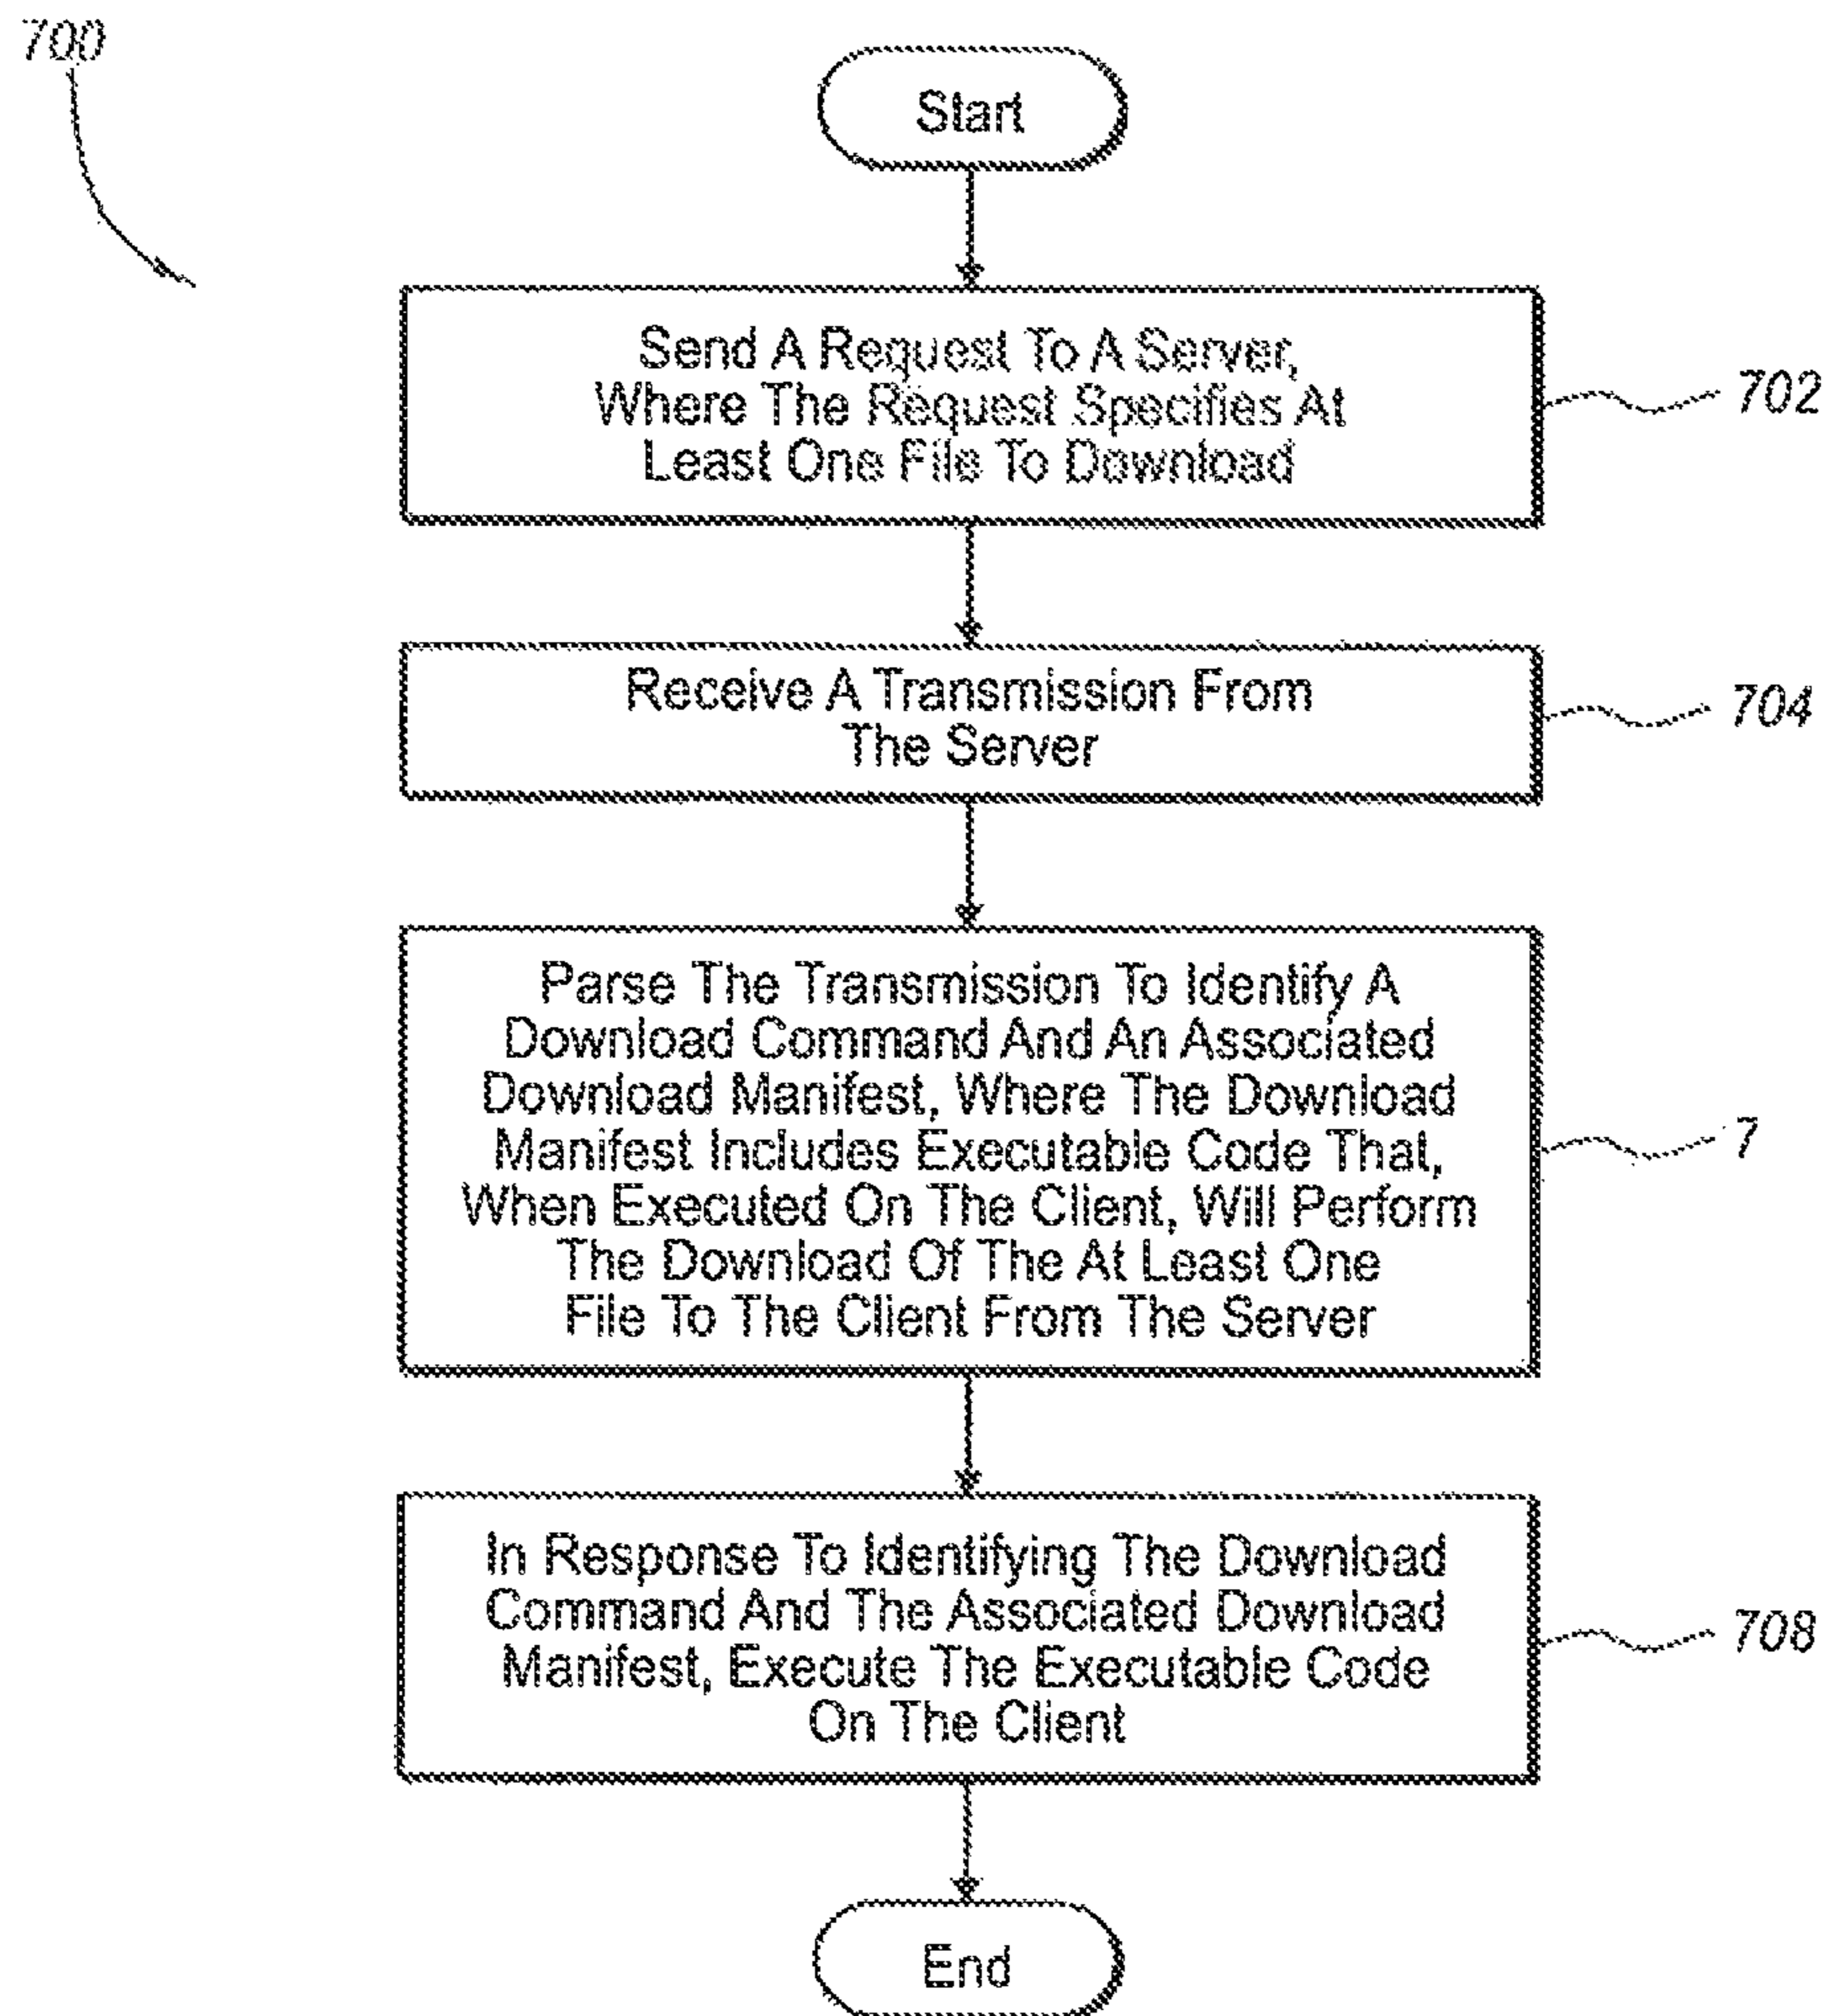 700
Start
Send A Request To A Server,
Where The Request Specifies At
Least One File To Download
702
Receive A Transmission From
The Server
704
Parse The Transmission To Identify A
Download Command And An Associated
Download Manifest, Where The Download
Manifest Includes Executable Code That,
When Executed On The Client, Will Perform
The Download Of The At Least One
File To The Client From The Server
7
In Response To Identifying The Download
Command And The Associated Download
Manifest, Execute The Executable Code
On The Client
708
End